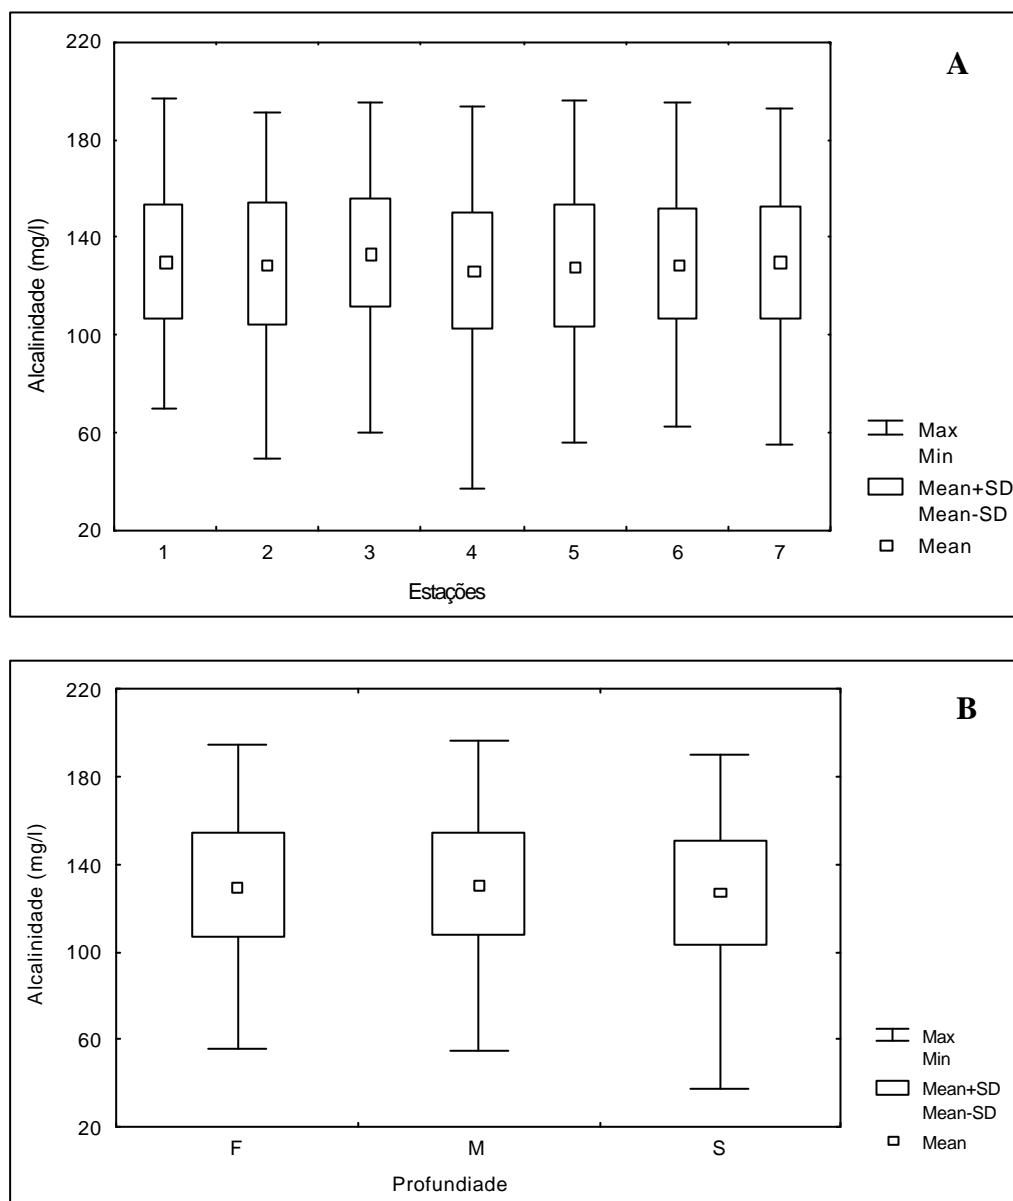 A
220
180
140
100
60
20
Alcalinidade (mg/l)
1 2 3 4 5 6 7
Estações
Max
Min
Mean+SD
Mean-SD
Mean
B
220
180
140
100
60
20
Alcalinidade (mg/l)
F M S
Profundiade
Max
Min
Mean+SD
Mean-SD
Mean